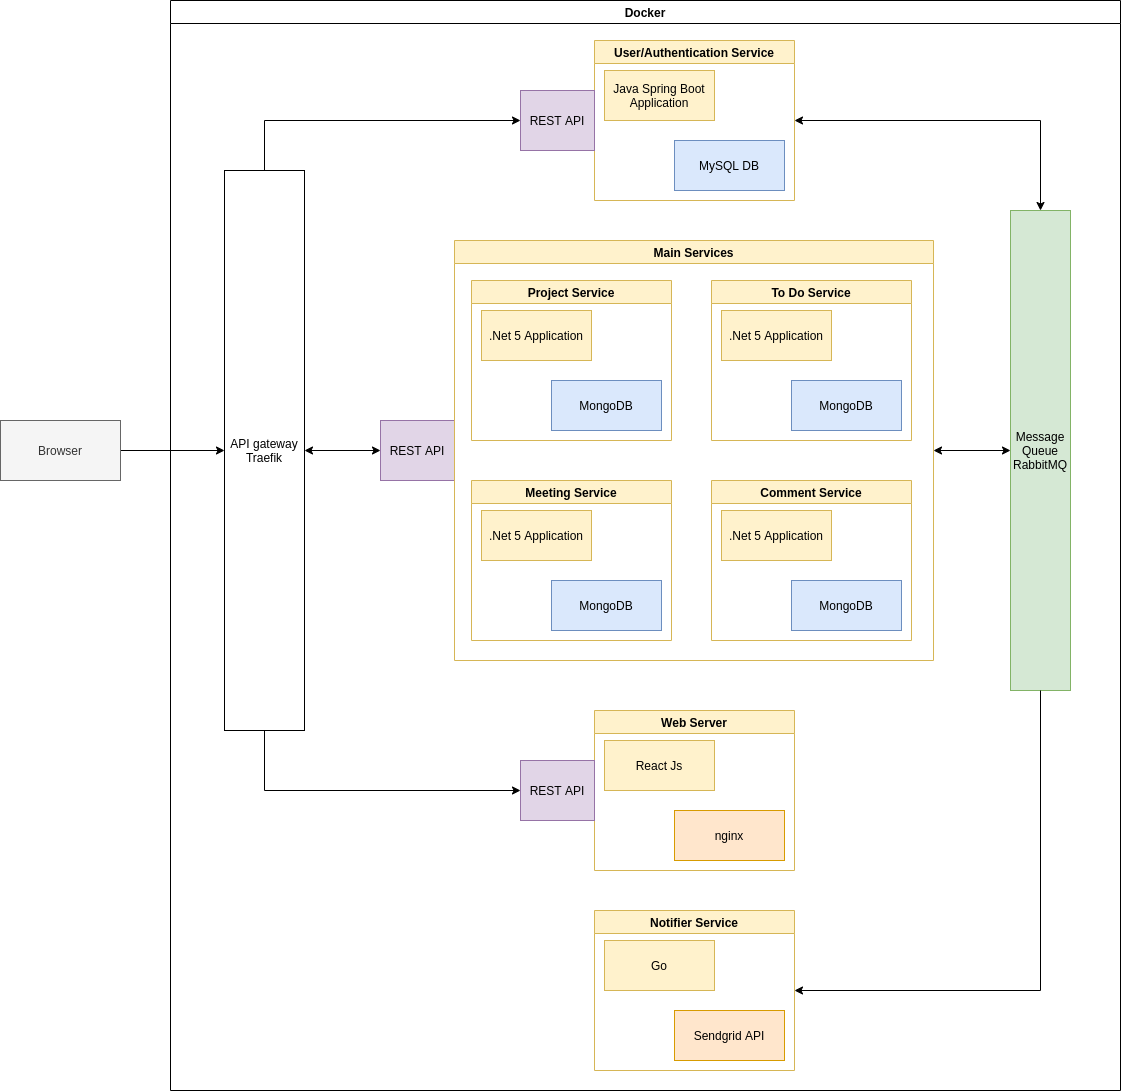 Docker
User/Authentication Service
Java Spring Boot
Application
REST API
MySQL DB
Main Services
Project Service
To Do Service
.Net 5 Application
.Net 5 Application
MongoDB
MongoDB
Browser
API gateway
Traefik
REST API
Message
Queue
RabbitMQ
Meeting Service
Comment Service
.Net 5 Application
.Net 5 Application
MongoDB
MongoDB
Web Server
React Js
REST API
nginx
Notifier Service
Go
Sendgrid API